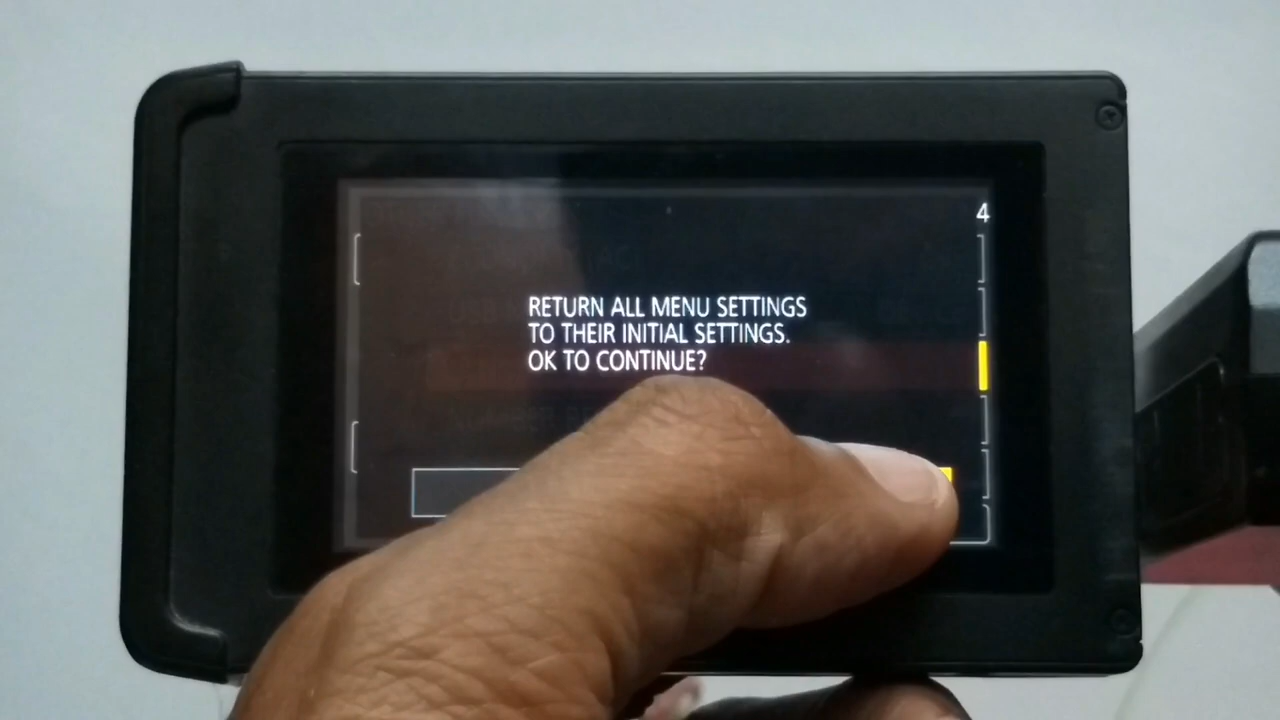 4
RETURN ALL MENU SETTINGS
TO THEIR INITIAL SETTINGS.
OK TO CONTINUE?